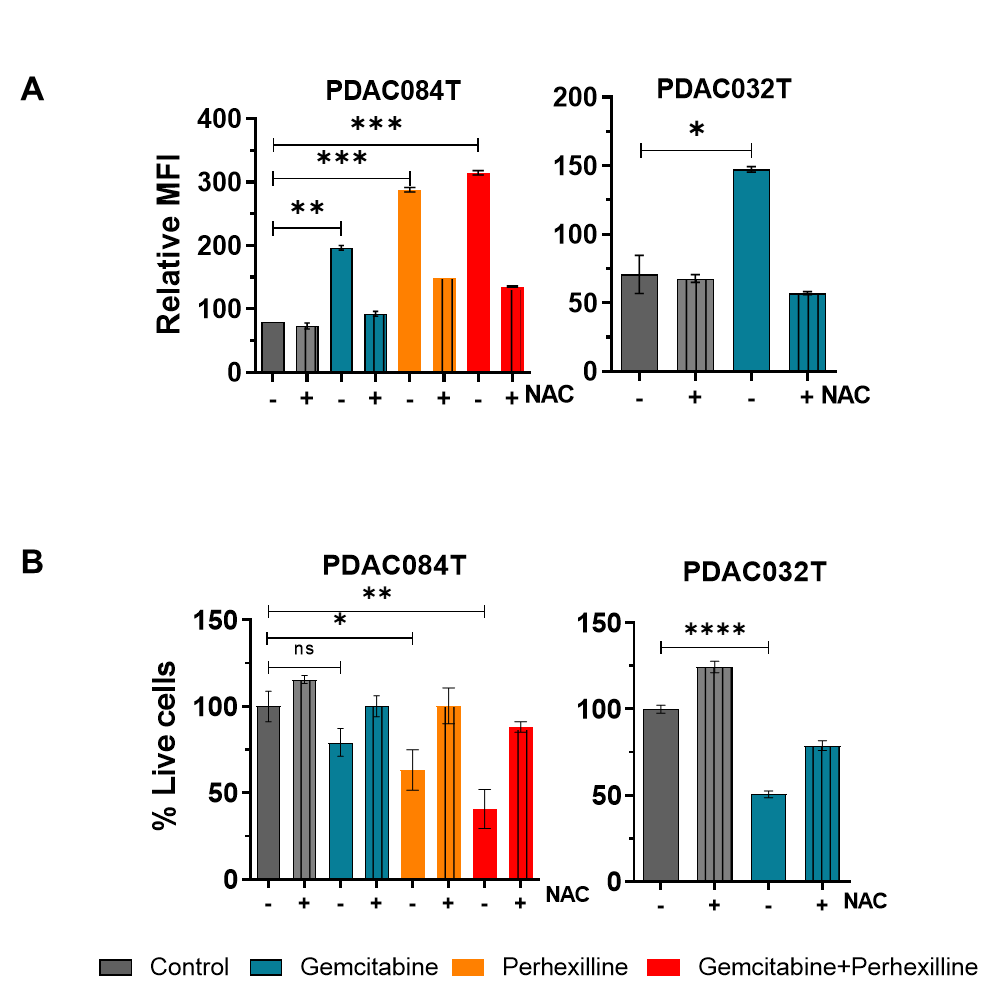 A
PDAC084T
PDAC032T
Relative MFI
400
300
200
100
0
***
***
**
- + - + - + - + NAC
200
150
100
50
0
*
- + - + NAC
B
PDAC084T
PDAC032T
% Live cells
150
100
50
0
**
*
ns
- + - + - + - + NAC
150
100
50
0
****
- + - + NAC
Control Gemcitabine Perhexilline Gemcitabine+Perhexilline